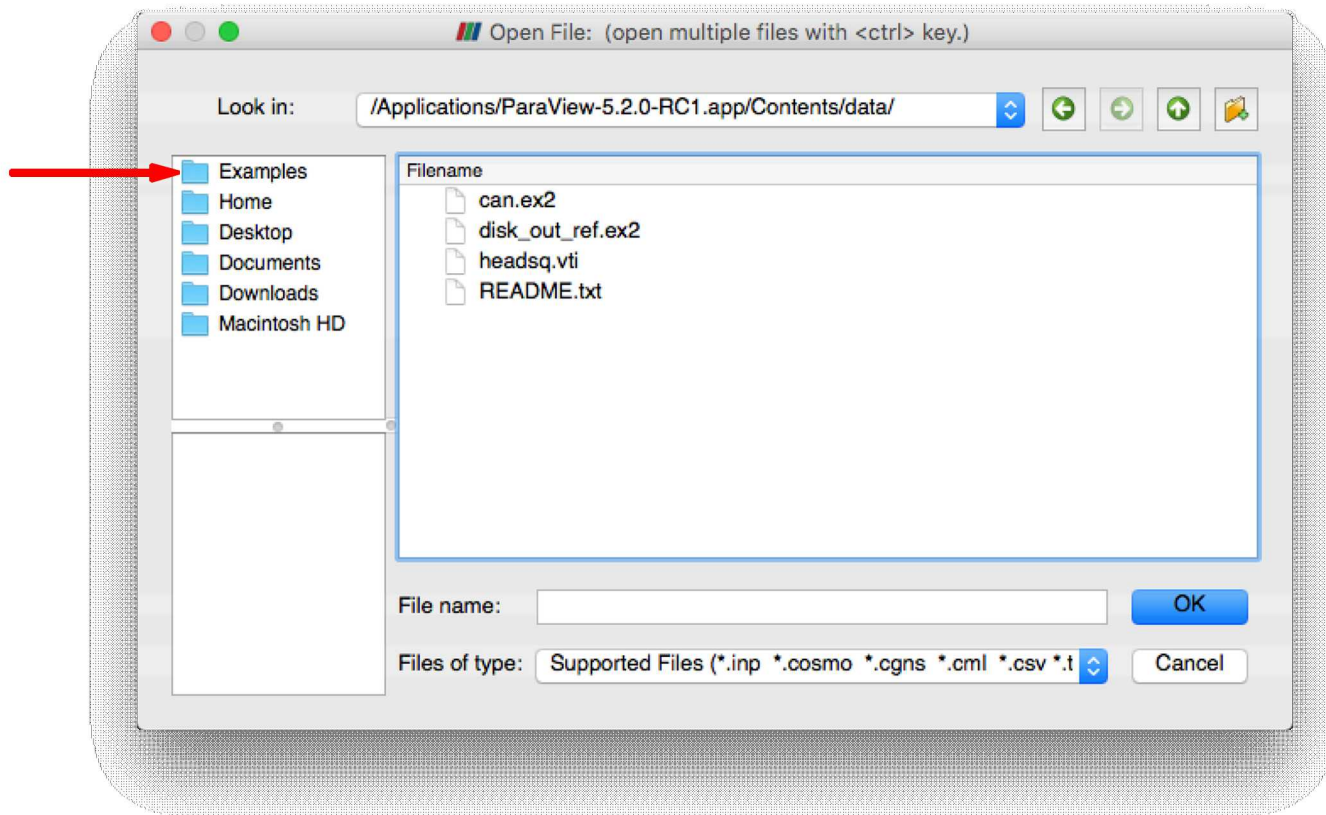 Open File: (open multiple files with <ctrl> key.)
Look in: /Applications/ParaView-5.2.0-RC1.app/Contents/data/
Examples
Home
Desktop
Documents
Downloads
Macintosh HD
Filename
can.ex2
disk_out_ref.ex2
headsq.vti
README.txt
File name: OK
Files of type: Supported Files (*.inp *.cosmo *.cgns *.cml *.csv *.t Cancel